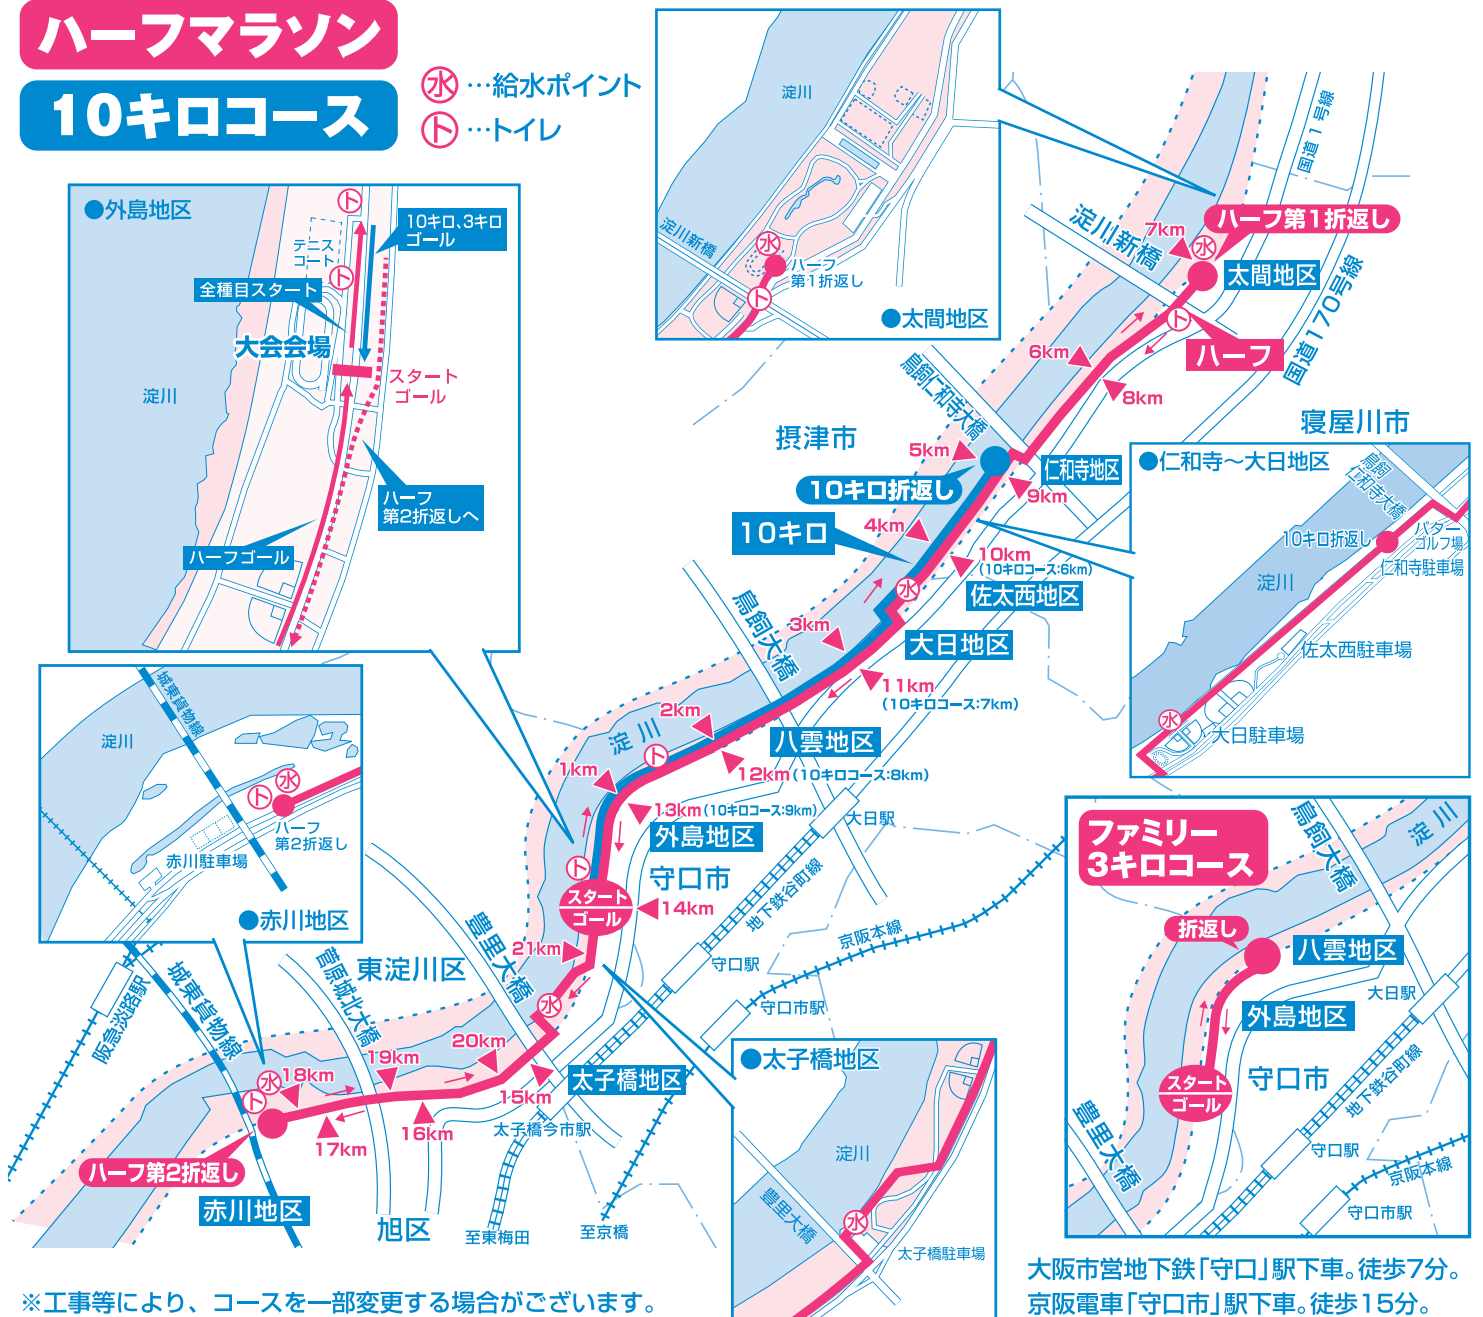 ハーフマラソン
10キロコース
水…給水ポイント
ト…トイレ
●外島地区
ト
10キロ、3キロ
ゴール
テニス
コート
ト
全種目スタート
大会会場
スタート
ゴール
淀川
ハーフ
第2折返しへ
ハーフゴール
淀川
淀川新橋
水
ハーフ
第1折返し
ト
●太間地区
国道1号線
淀川新橋
7km
ハーフ第1折返し
水
太間地区
国道170号線
ト
ハーフ
6km
8km
鳥飼仁和寺大橋
寝屋川市
摂津市
5km
仁和寺地区
10キロ折返し
9km
10キロ
4km
10km
(10キロコース:6km)
水
佐太西地区
鳥飼大橋
3km
大日地区
11km
(10キロコース:7km)
2km
淀川
八雲地区
ト
1km
12km(10キロコース:8km)
13km(10キロコース:9km)
大日駅
外島地区
ト
守口市
地下鉄谷町線
スタート
ゴール
14km
京阪本線
豊里大橋
21km
守口駅
東淀川区
守口市駅
水
菅原城北大橋
城東貨物線
阪急淡路駅
20km
19km
太子橋地区
18km
水
ト
15km
太子橋今市駅
16km
17km
ハーフ第2折返し
赤川地区
旭区
至東梅田
至京橋
●仁和寺～大日地区
鳥飼
仁和寺大橋
10キロ折返し
パター
ゴルフ場
仁和寺駐車場
淀川
佐太西駐車場
水
大日駐車場
城東貨物線
淀川
水
ト
ハーフ
第2折返し
赤川駐車場
●赤川地区
●太子橋地区
淀川
豊里大橋
水
太子橋駐車場
ファミリー
3キロコース
鳥飼大橋
淀川
折返し
八雲地区
大日駅
外島地区
スタート
ゴール
守口市
地下鉄谷町線
豊里大橋
守口駅
京阪本線
守口市駅
大阪市営地下鉄「守口」駅下車。徒歩7分。
京阪電車「守口市」駅下車。徒歩15分。
※工事等により、コースを一部変更する場合がございます。